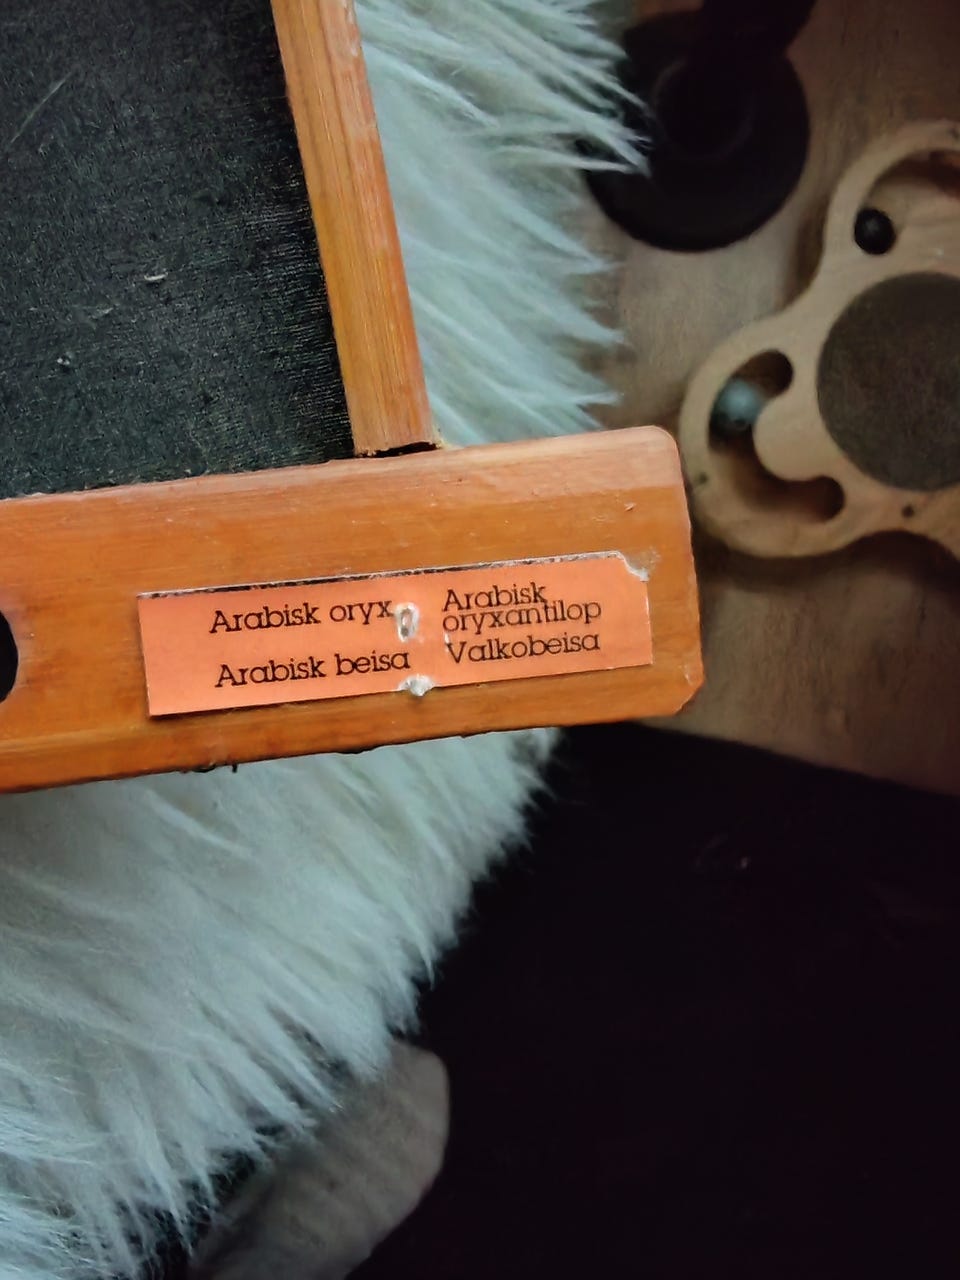 Arabisk oryx
Arabisk beisa
Arabisk
oryxantilop
Valkobeisa